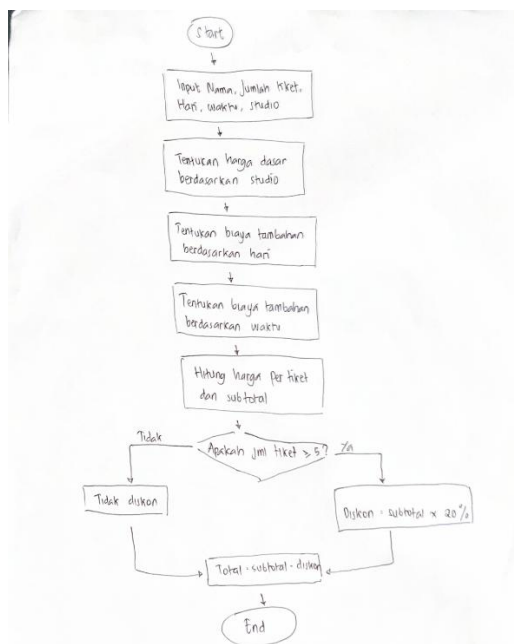 Start
Input Nama, Jumlah tiket,
Hari, waktu, studio
Tentukan harga dasar
berdasarkan studio
Tentukan biaya tambahan
berdasarkan hari
Tentukan biaya tambahan
berdasarkan waktu
Hitung harga per tiket
dan subtotal
Tidak
Apakah jml tiket ≥ 5?
Ya
Tidak diskon
Diskon = subtotal x 20%
Total = subtotal - diskon
End